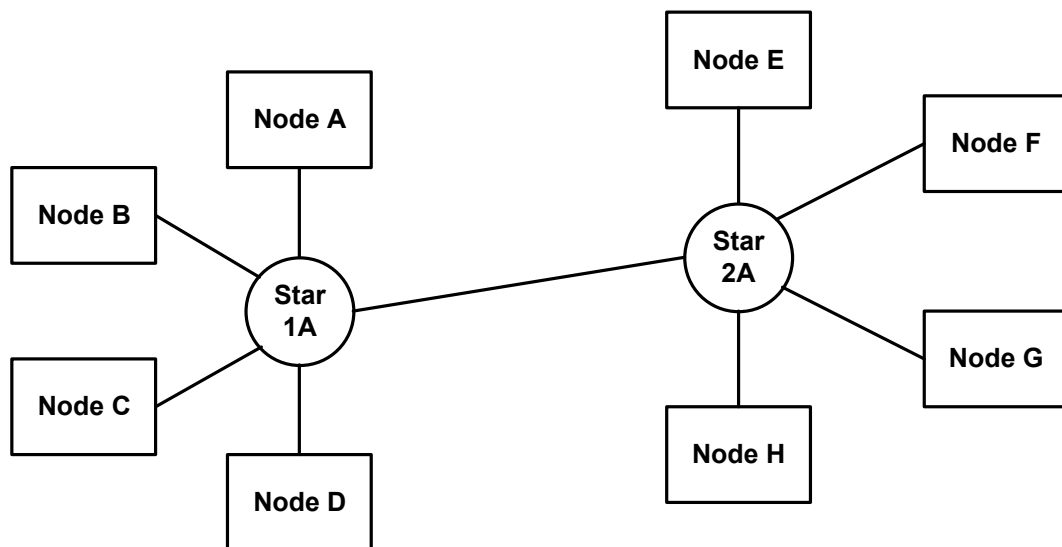 Node A
Node B
Star
1A
Node C
Node D
Node E
Node F
Star
2A
Node G
Node H